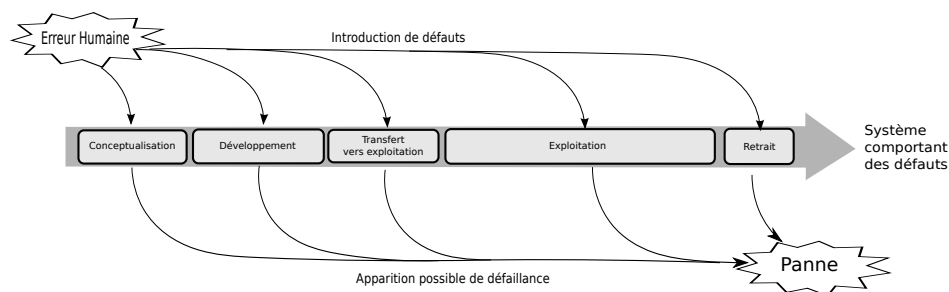 Erreur Humaine
Introduction de défauts
Conceptualisation
Développement
Transfert
vers exploitation
Exploitation
Retrait
Système
comportant
des défauts
Apparition possible de défaillance
Panne